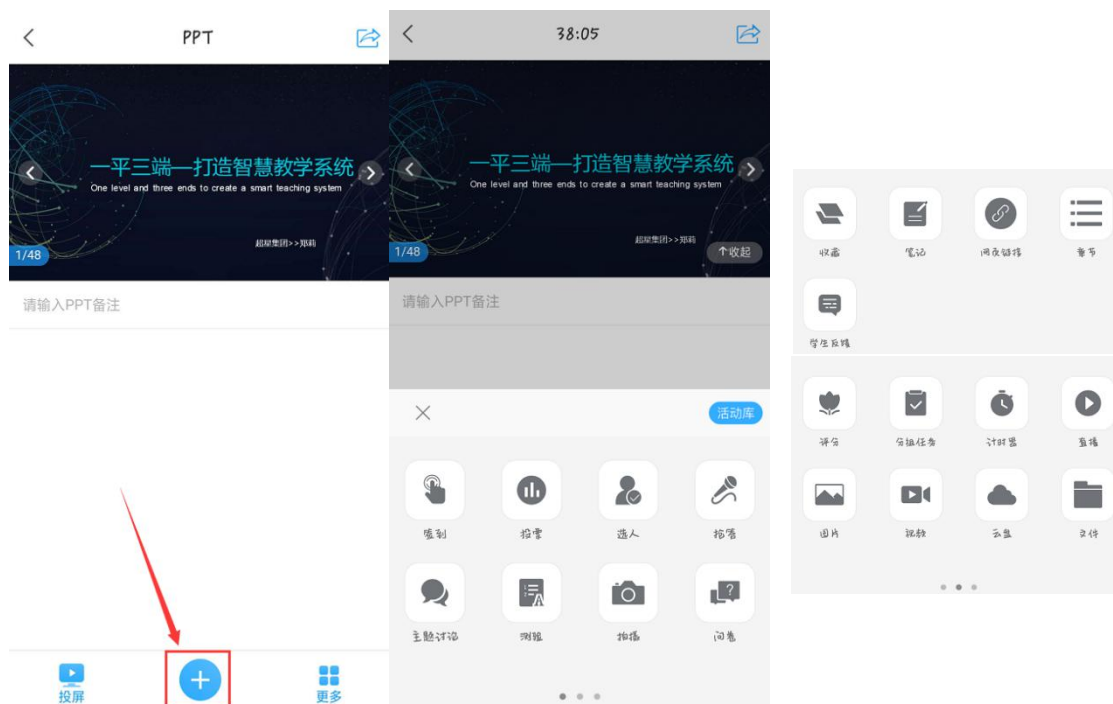 PPT
一平三端—打造智慧教学系统
One level and three ends to create a smart teaching system
超星集团>>郑莉
1/48
请输入PPT备注
投屏
更多
38:05
一平三端—打造智慧教学系统
One level and three ends to create a smart teaching system
超星集团>>郑莉
1/48
↑收起
请输入PPT备注
活动库
签到 投票 选人 抢答
主题讨论 测验 拍摄 问卷
收藏 笔记 网页链接 章节
学生反馈
评分 分组任务 计时器 直播
图片 视频 云盘 文件